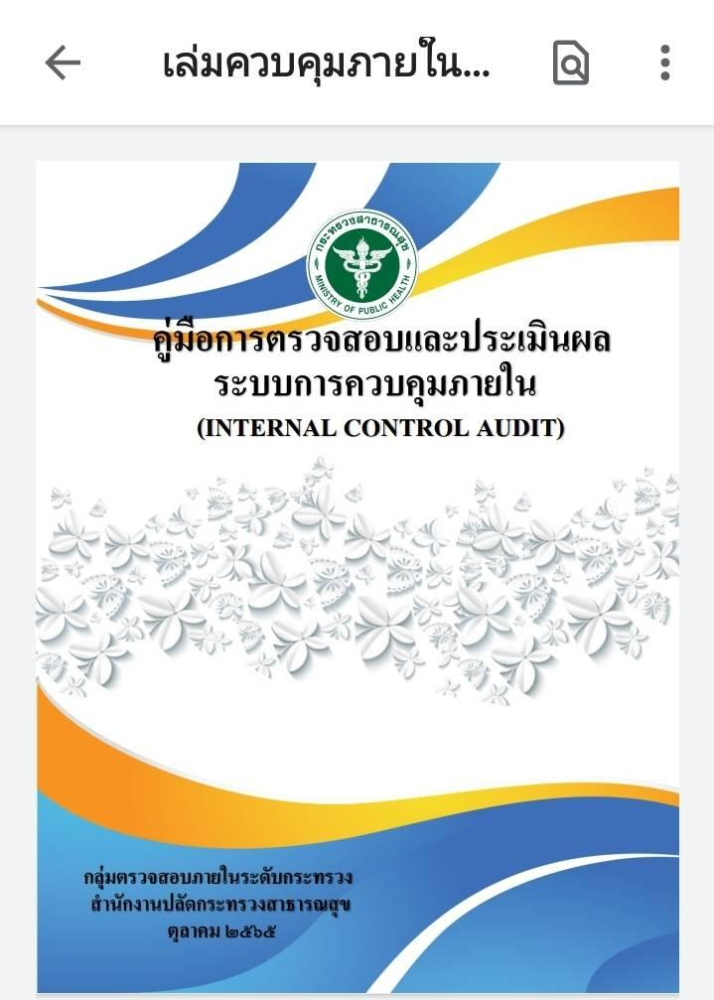 เล่มควบคุมภายใน...
กระทรวงสาธารณสุข
MINISTRY OF PUBLIC HEALTH
คู่มือการตรวจสอบและประเมินผล
ระบบการควบคุมภายใน
(INTERNAL CONTROL AUDIT)
กลุ่มตรวจสอบภายในระดับกระทรวง
สำนักงานปลัดกระทรวงสาธารณสุข
ตุลาคม ๒๕๖๕